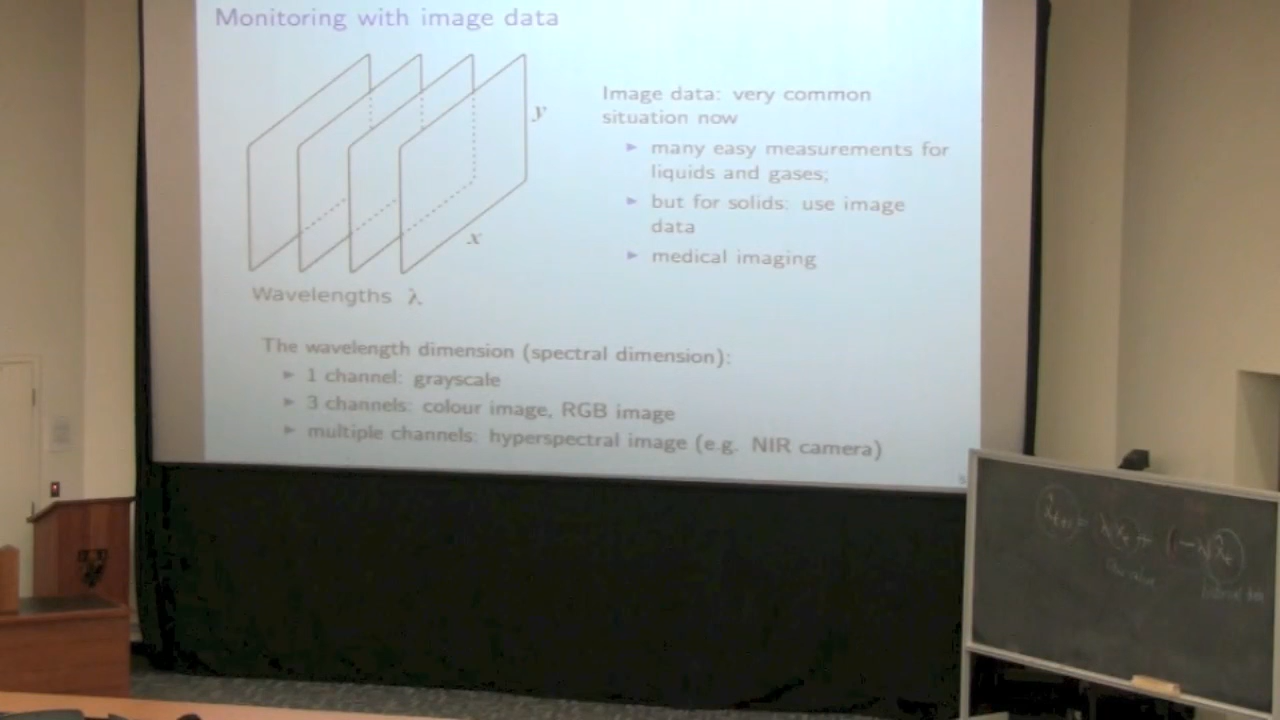 Monitoring with image data
y
x
Wavelengths λ
Image data: very common
situation now
many easy measurements for
liquids and gases;
but for solids: use image
data
medical imaging
The wavelength dimension (spectral dimension):
1 channel: grayscale
3 channels: colour image, RGB image
multiple channels: hyperspectral image (e.g. NIR camera)